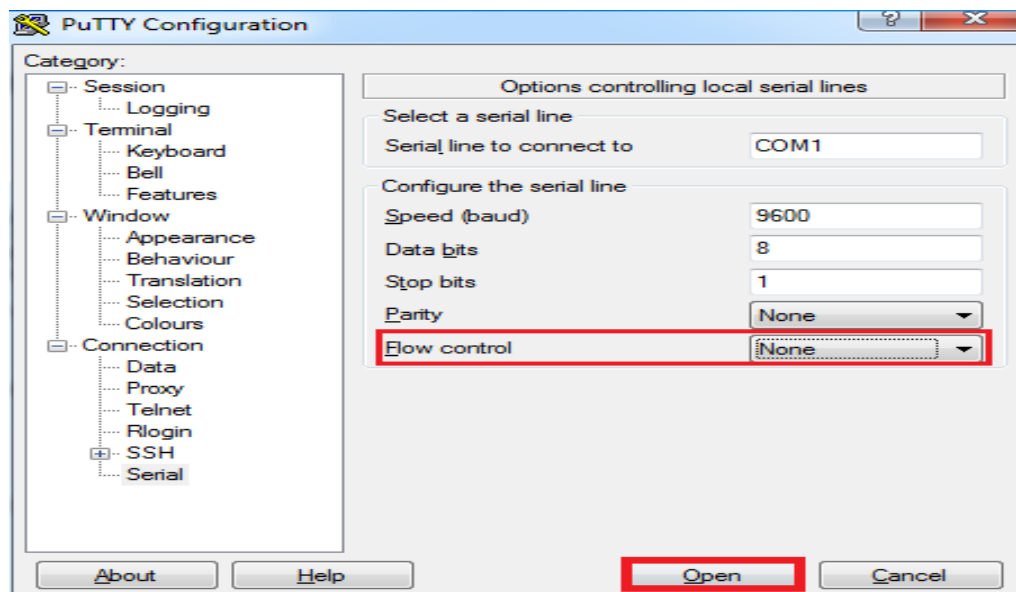 PuTTY Configuration
?
Category:
Session
Logging
Terminal
Keyboard
Bell
Features
Window
Appearance
Behaviour
Translation
Selection
Colours
Connection
Data
Proxy
Telnet
Rlogin
SSH
Serial
Options controlling local serial lines
Select a serial line
Serial line to connect to COM1
Configure the serial line
Speed (baud) 9600
Data bits 8
Stop bits 1
Parity None
Flow control None
About Help Open Cancel